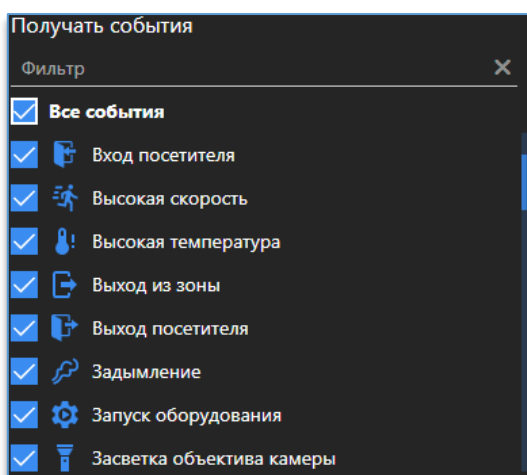 Получать события
Фильтр
Все события
Вход посетителя
Высокая скорость
Высокая температура
Выход из зоны
Выход посетителя
Задымление
Запуск оборудования
Засветка объектива камеры